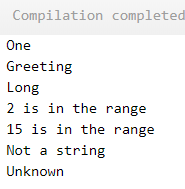 Compilation completed
One
Greeting
Long
2 is in the range
15 is in the range
Not a string
Unknown